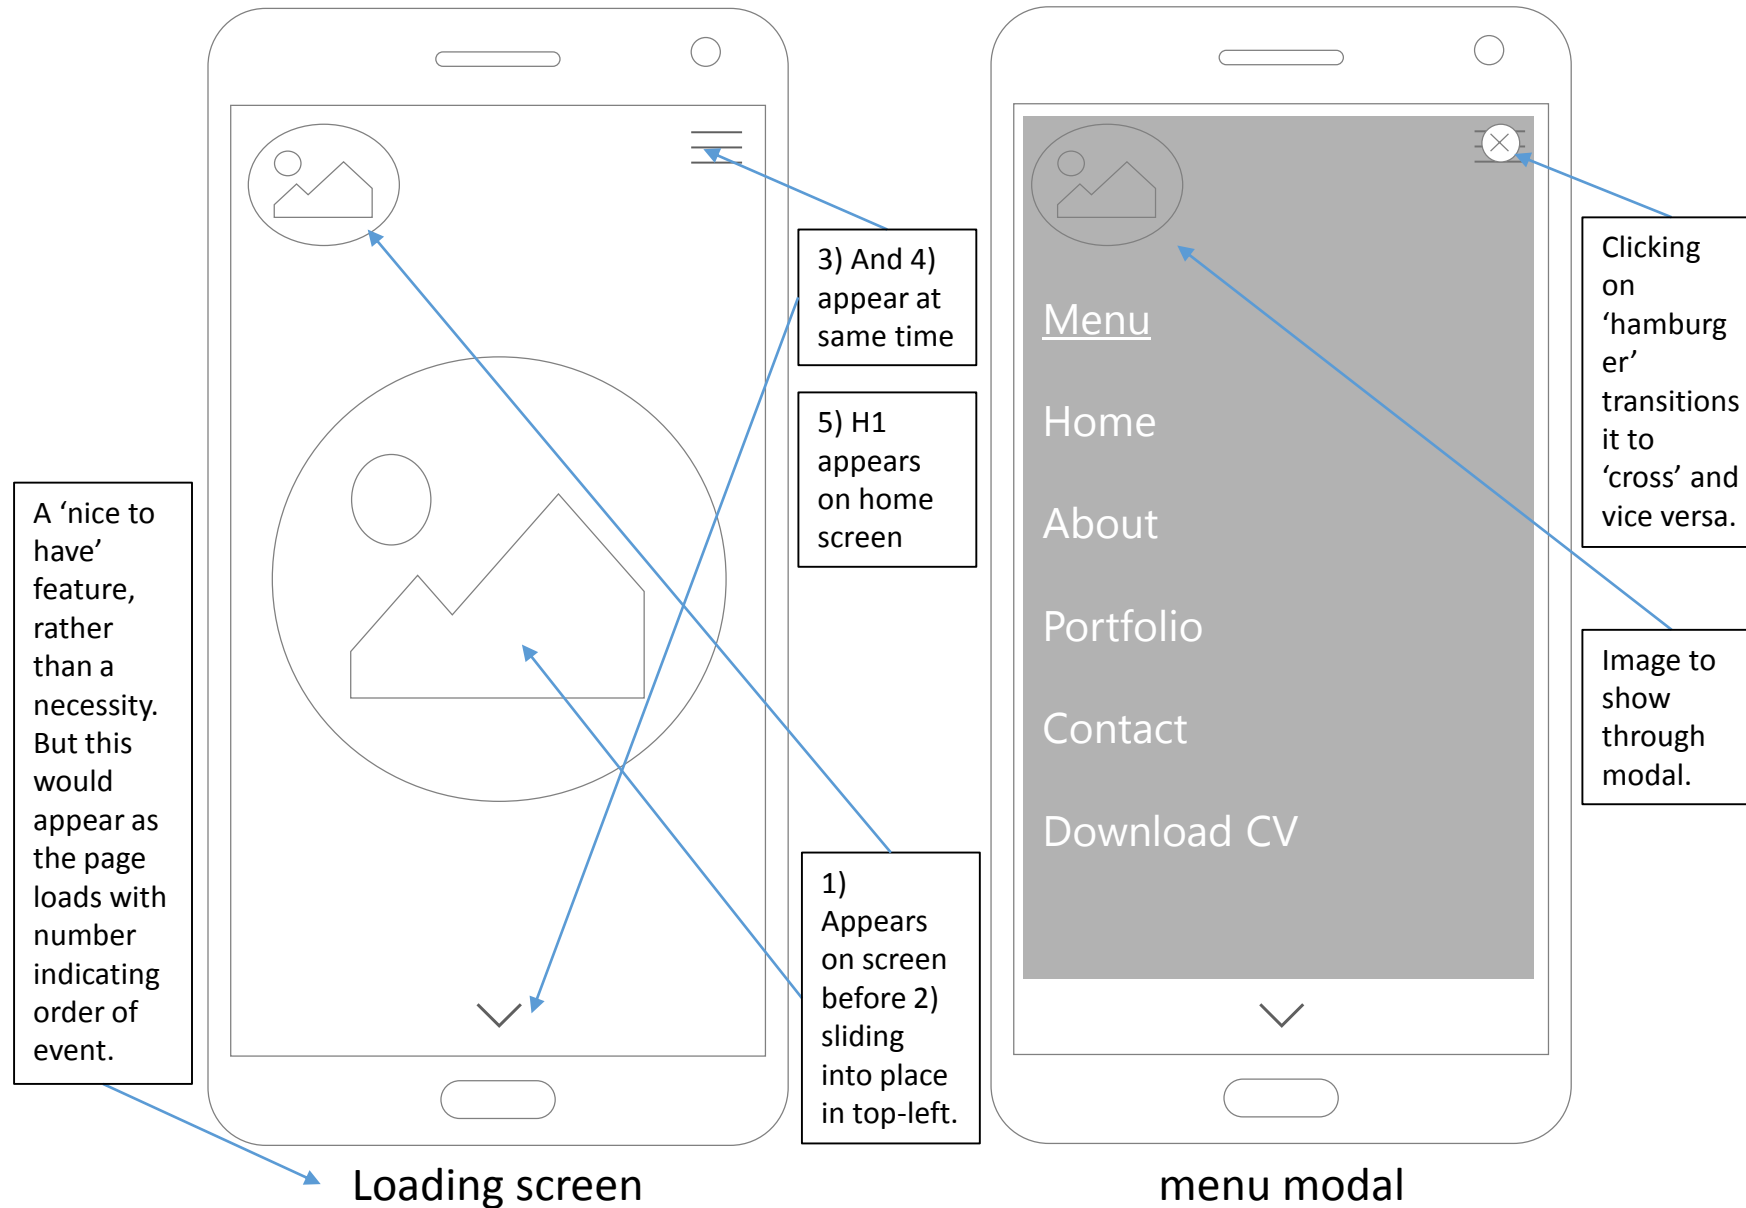 A ‘nice to
have’
feature,
rather
than a
necessity.
But this
would
appear as
the page
loads with
number
indicating
order of
event.
3) And 4)
appear at
same time
5) H1
appears
on home
screen
1)
Appears
on screen
before 2)
sliding
into place
in top-left.
Loading screen
Menu
Home
About
Portfolio
Contact
Download CV
Clicking
on
‘hamburg
er’
transitions
it to
‘cross’ and
vice versa.
Image to
show
through
modal.
menu modal